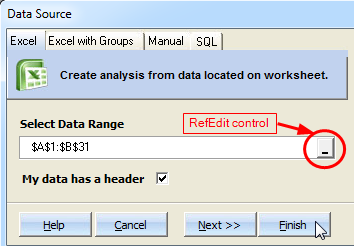 Data Source
Excel Excel with Groups Manual SQL
Create analysis from data located on worksheet.
Select Data Range
RefEdit control
$A$1:$B$31
_
My data has a header
Help Cancel Next >> Finish